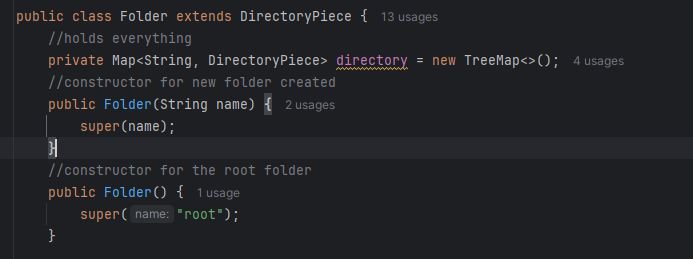 public class Folder extends DirectoryPiece {  13 usages
    //holds everything
    private Map<String, DirectoryPiece> directory = new TreeMap<>();  4 usages
    //constructor for new folder created
    public Folder(String name) {  2 usages
        super(name);
    }
    //constructor for the root folder
    public Folder() {  1 usage
        super( name: "root");
    }